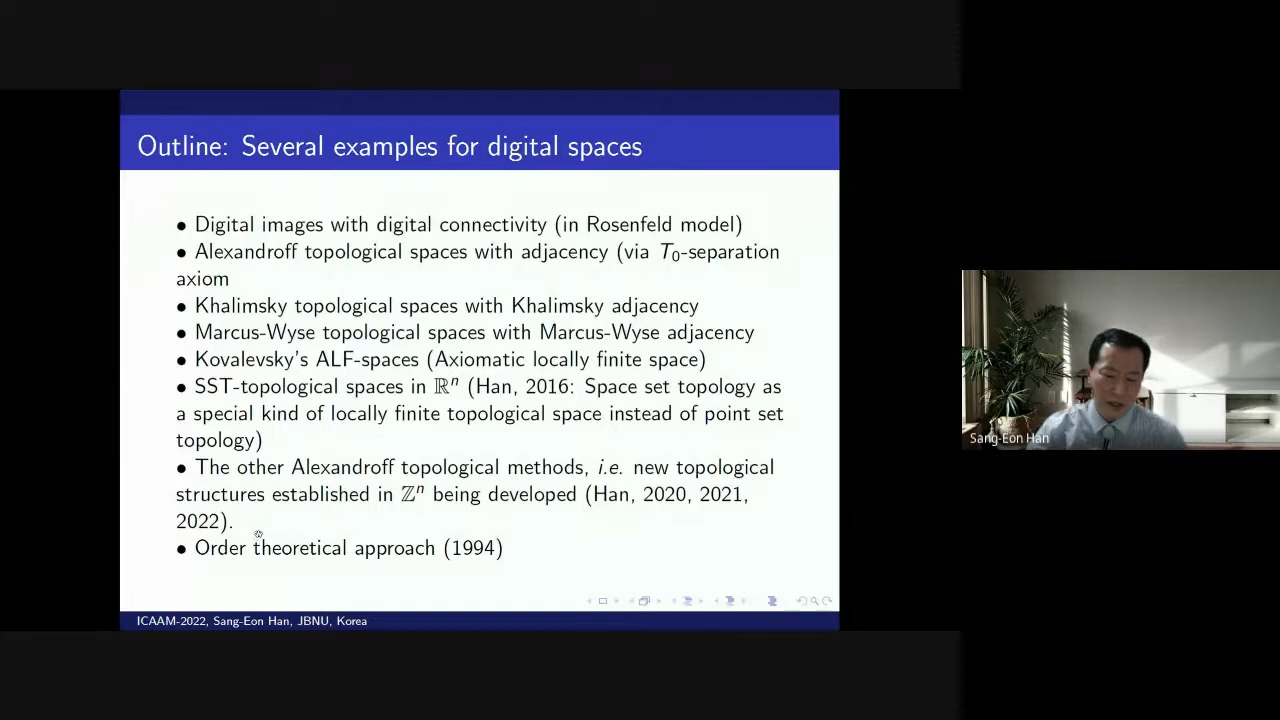 Outline: Several examples for digital spaces
• Digital images with digital connectivity (in Rosenfeld model)
• Alexandroff topological spaces with adjacency (via T₀-separation
axiom
• Khalimsky topological spaces with Khalimsky adjacency
• Marcus-Wyse topological spaces with Marcus-Wyse adjacency
• Kovalevsky's ALF-spaces (Axiomatic locally finite space)
• SST-topological spaces in ℝⁿ (Han, 2016: Space set topology as
a special kind of locally finite topological space instead of point set
topology)
• The other Alexandroff topological methods, i.e. new topological
structures established in ℤⁿ being developed (Han, 2020, 2021,
2022).
• Order theoretical approach (1994)
ICAAM-2022, Sang-Eon Han, JBNU, Korea
Sang-Eon Han